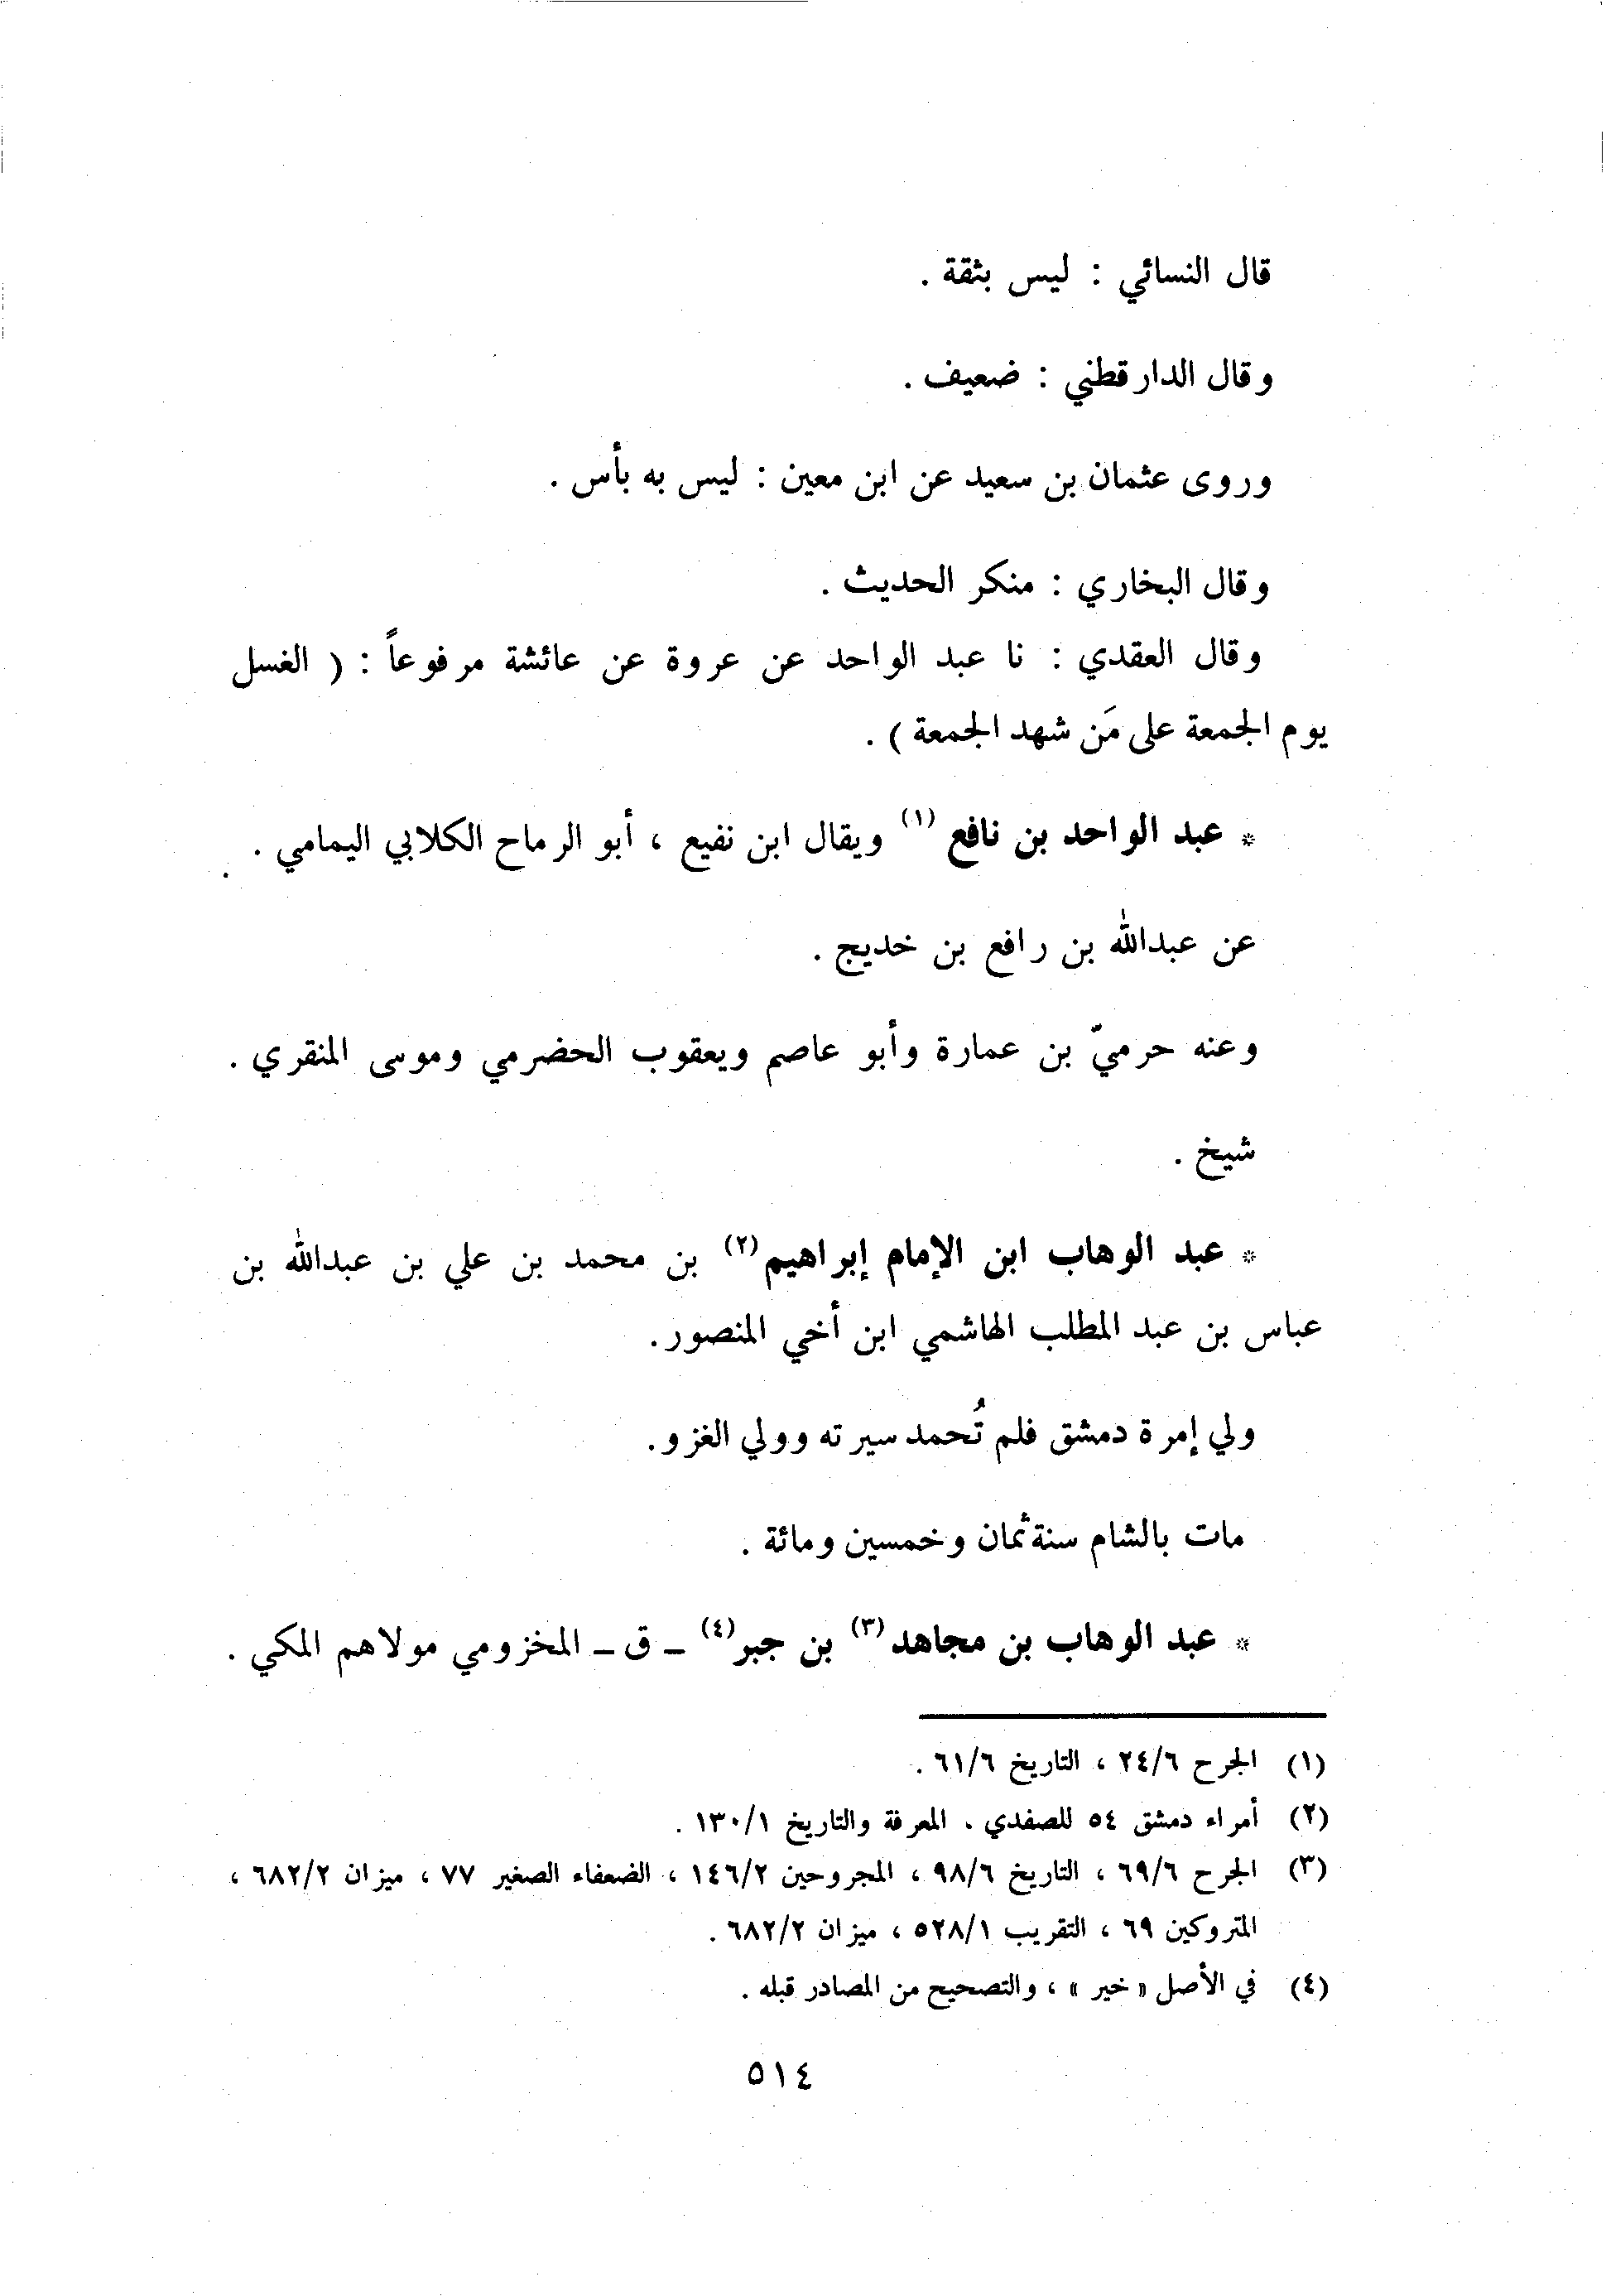 قال النسائي : ليس بثقة .
وقال الدارقطني : ضعيف .
وروى عثمان بن سعيد عن ابن معين : ليس به بأس .
وقال البخاري : منكر الحديث .
وقال العقدي : نا عبد الواحد عن عروة عن عائشة مرفوعاً : ( الغسل
يوم الجمعة على مَن شهد الجمعة ) .
* عبد الواحد بن نافع (١) ويقال ابن نفيع ، أبو الرماح الكلابي اليمامي .
عن عبدالله بن رافع بن خديج .
وعنه حرميّ بن عمارة وأبو عاصم ويعقوب الحضرمي وموسى المنقري .
شيخ .
* عبد الوهاب ابن الإمام إبراهيم (٢) بن محمد بن علي بن عبدالله بن
عباس بن عبد المطلب الهاشمي ابن أخي المنصور .
ولي إمرة دمشق فلم تُحمد سيرته وولي الغزو .
مات بالشام سنة ثمان وخمسين ومائة .
* عبد الوهاب بن مجاهد (٣) بن جبر (٤) ـ ق ـ المخزومي مولاهم المكي .
(١) الجرح ٢٤/٦ ، التاريخ ٦١/٦ .
(٢) أمراء دمشق ٥٤ للصفدي . المعرفة والتاريخ ١٣٠/١ .
(٣) الجرح ٦٩/٦ ، التاريخ ٩٨/٦ ، المجروحين ١٤٦/٢ ، الضعفاء الصغير ٧٧ ، ميزان ٦٨٢/٢ ،
المتروكين ٦٩ ، التقريب ٥٢٨/١ ، ميزان ٦٨٢/٢ .
(٤) في الأصل « خير » ، والتصحيح من المصادر قبله .
٥١٤